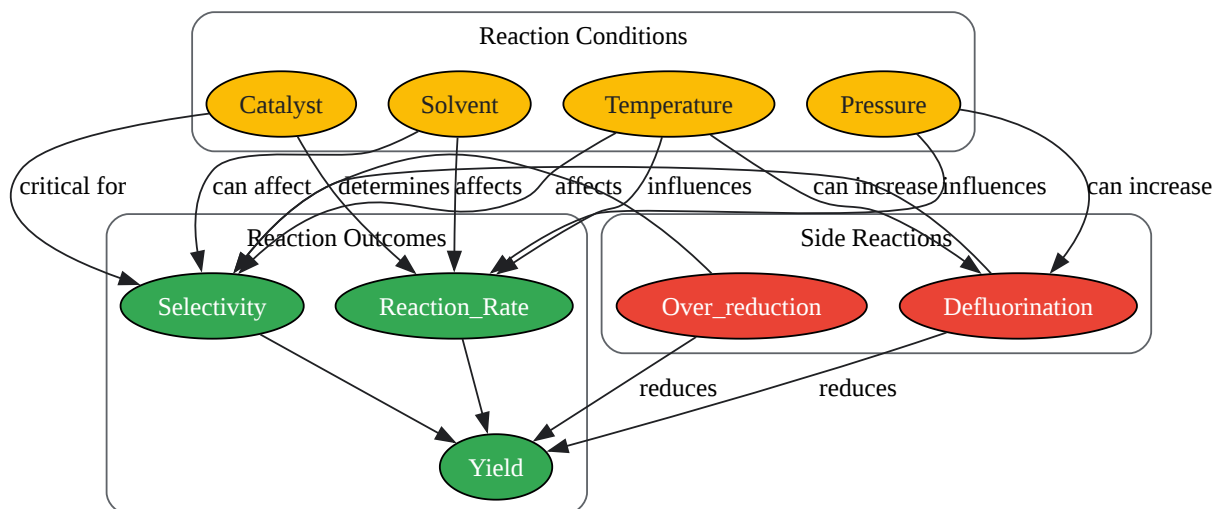 Reaction Conditions
Catalyst
Solvent
Temperature
Pressure
critical for
can affect
determines
affects
affects
influences
can increase
influences
can increase
Reaction Outcomes
Side Reactions
Selectivity
Reaction_Rate
Over_reduction
Defluorination
reduces
reduces
Yield